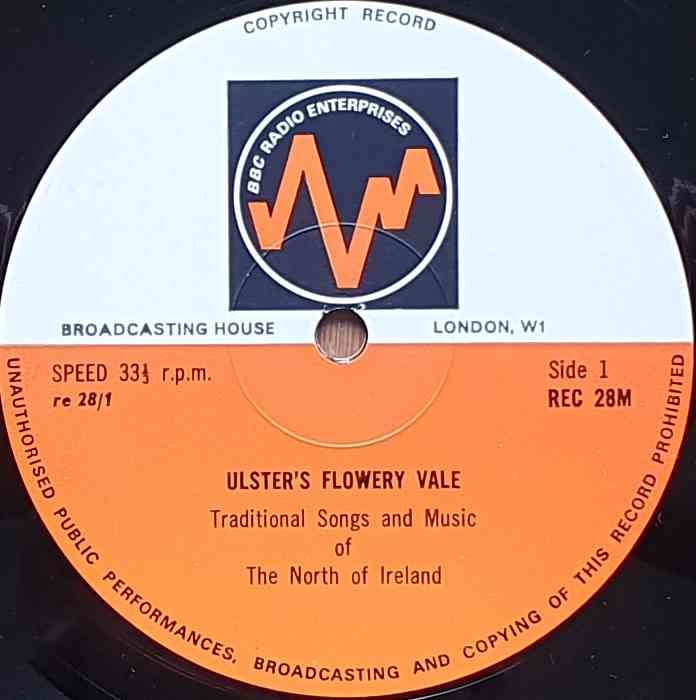 COPYRIGHT RECORD
BBC RADIO ENTERPRISES
BROADCASTING HOUSE
LONDON, W1
SPEED 33⅓ r.p.m.
re 28/1
Side 1
REC 28M
ULSTER'S FLOWERY VALE
Traditional Songs and Music
of
The North of Ireland
UNAUTHORISED PUBLIC PERFORMANCES, BROADCASTING AND COPYING OF THIS RECORD PROHIBITED